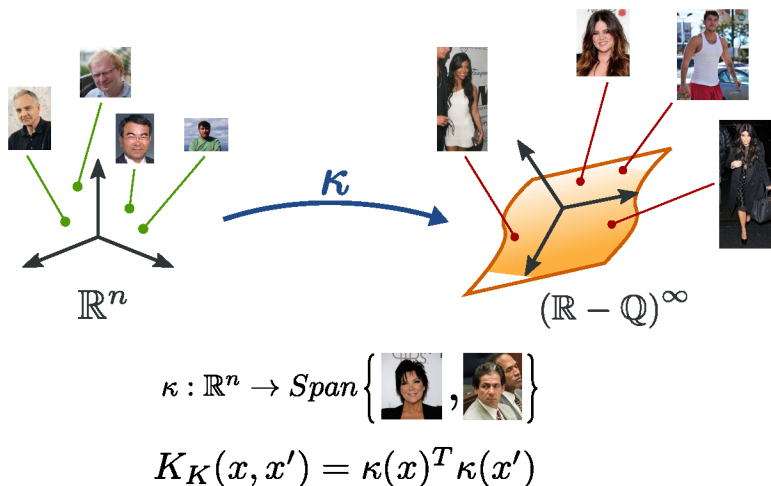 κ
ℝⁿ
(ℝ − ℚ)^∞
κ : ℝⁿ → Span { , }
K_K(x, x′) = κ(x)ᵀκ(x′)